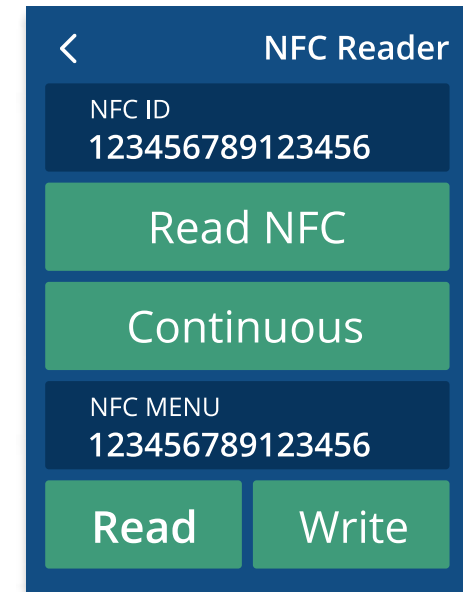 NFC Reader
NFC ID
123456789123456
Read NFC
Continuous
NFC MENU
123456789123456
Read Write